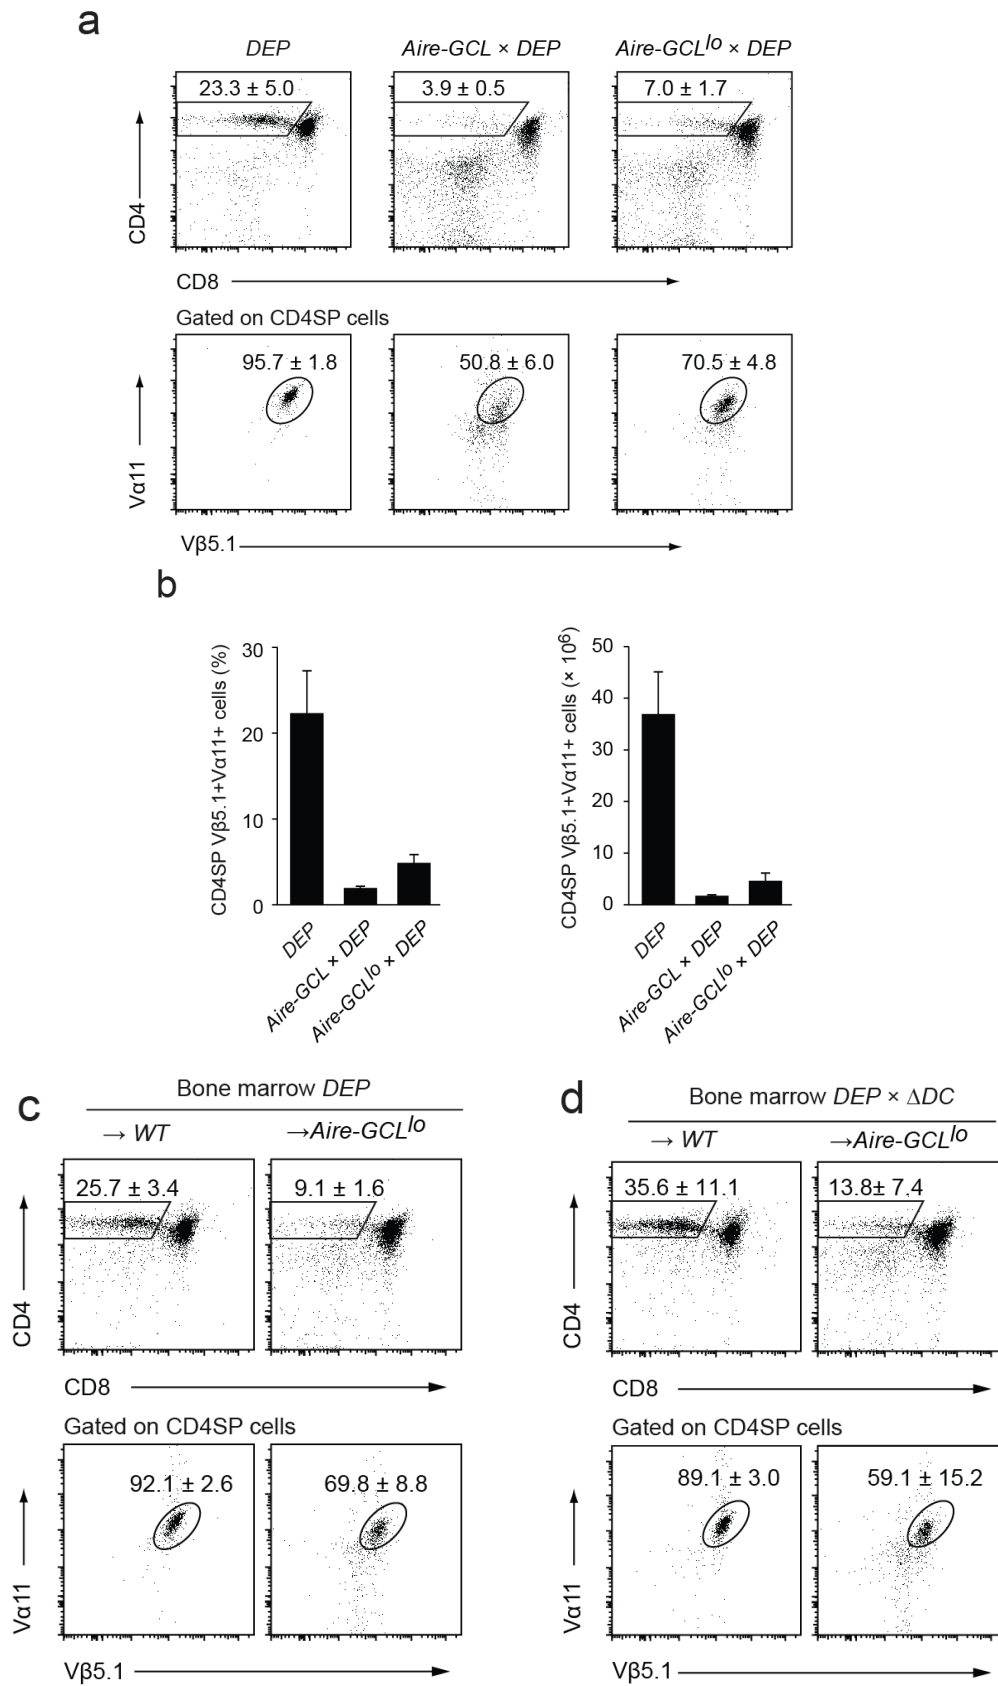 a
DEP
Aire-GCL × DEP
Aire-GCLlo × DEP
23.3 ± 5.0
3.9 ± 0.5
7.0 ± 1.7
CD4
CD8
Gated on CD4SP cells
95.7 ± 1.8
50.8 ± 6.0
70.5 ± 4.8
Vα11
Vβ5.1
b
CD4SP Vβ5.1+Vα11+ cells (%)
30
20
10
0
DEP
Aire-GCL × DEP
Aire-GCLlo × DEP
CD4SP Vβ5.1+Vα11+ cells (× 10⁶)
50
40
30
20
10
0
DEP
Aire-GCL × DEP
Aire-GCLlo × DEP
c
Bone marrow DEP
→ WT
→Aire-GCLlo
25.7 ± 3.4
9.1 ± 1.6
CD4
CD8
Gated on CD4SP cells
92.1 ± 2.6
69.8 ± 8.8
Vα11
Vβ5.1
d
Bone marrow DEP × ΔDC
→ WT
→Aire-GCLlo
35.6 ± 11.1
13.8± 7.4
CD4
CD8
Gated on CD4SP cells
89.1 ± 3.0
59.1 ± 15.2
Vα11
Vβ5.1